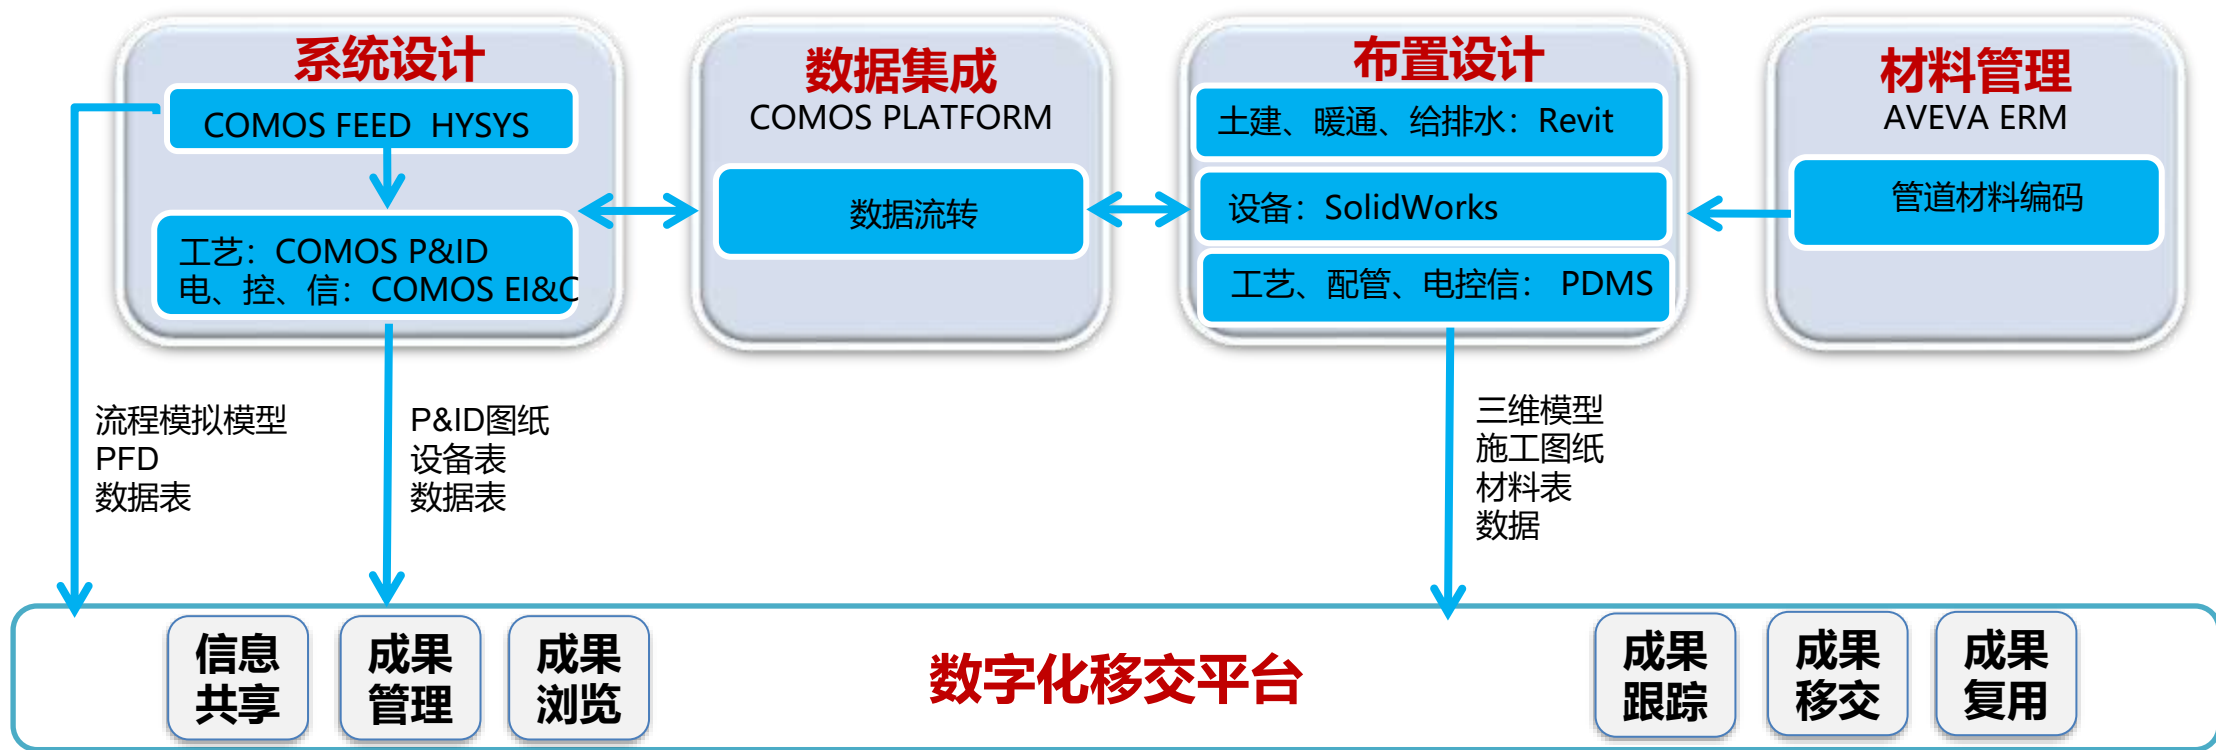 系统设计
COMOS FEED  HYSYS
工艺：COMOS P&ID
电、控、信：COMOS EI&C
数据集成
COMOS PLATFORM
数据流转
布置设计
土建、暖通、给排水：Revit
设备：SolidWorks
工艺、配管、电控信： PDMS
材料管理
AVEVA ERM
管道材料编码
流程模拟模型
PFD
数据表
P&ID图纸
设备表
数据表
三维模型
施工图纸
材料表
数据
信息
共享
成果
管理
成果
浏览
数字化移交平台
成果
跟踪
成果
移交
成果
复用